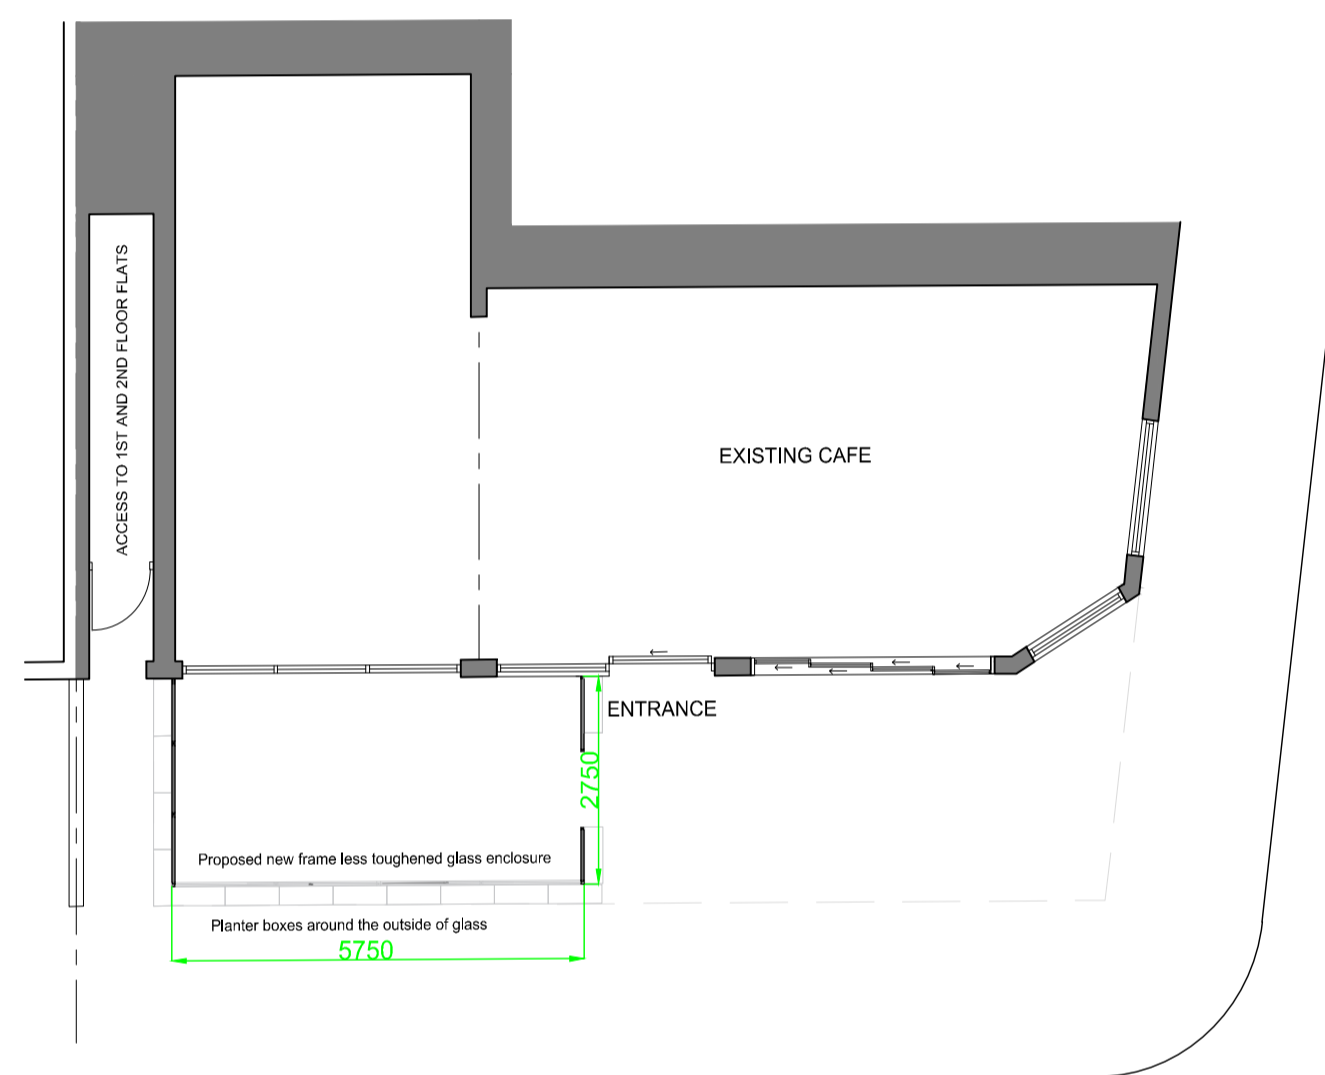 ACCESS TO 1ST AND 2ND FLOOR FLATS
EXISTING CAFE
ENTRANCE
2750
Proposed new frame less toughened glass enclosure
Planter boxes around the outside of glass
5750